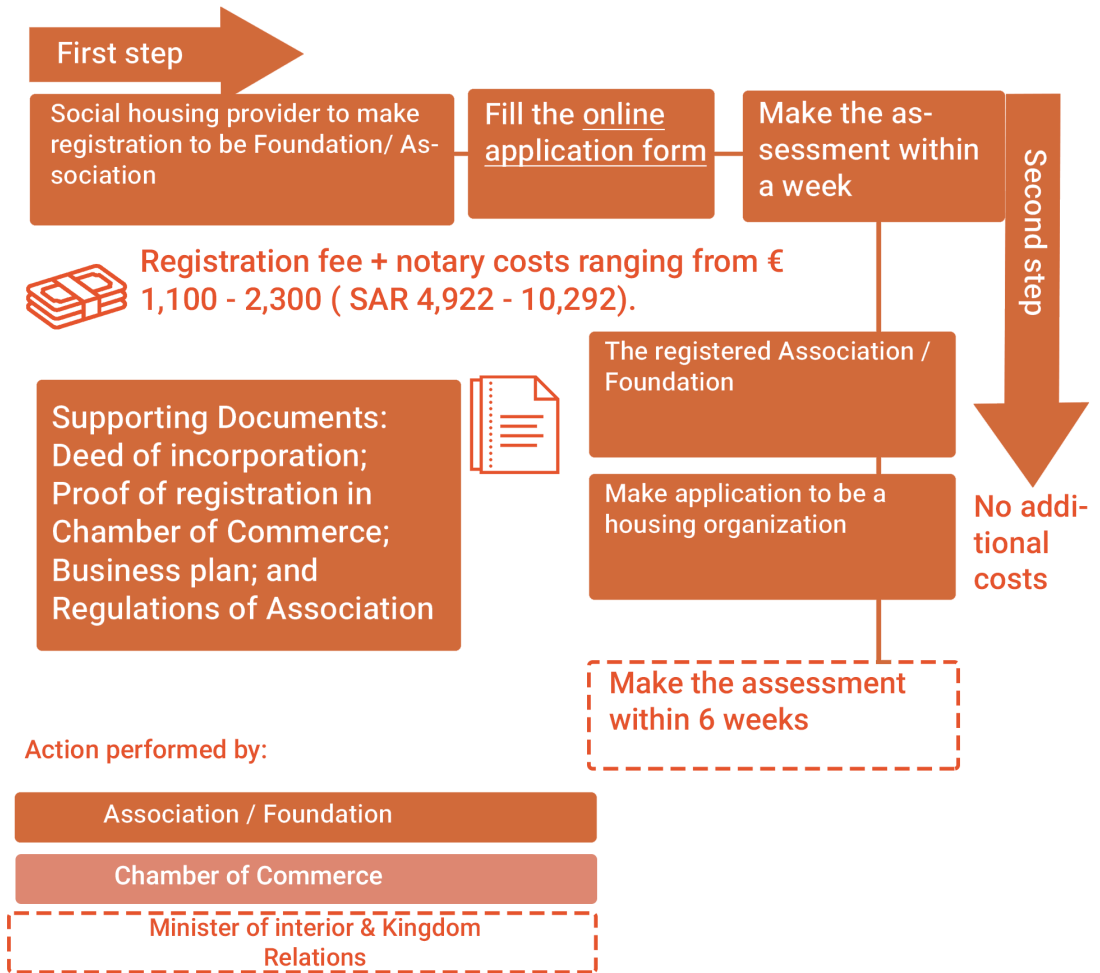 First step
Social housing provider to make
registration to be Foundation/ As-
sociation
Fill the online
application form
Make the as-
sessment within
a week
Second step
Registration fee + notary costs ranging from €
1,100 - 2,300 ( SAR 4,922 - 10,292).
The registered Association /
Foundation
Supporting Documents:
Deed of incorporation;
Proof of registration in
Chamber of Commerce;
Business plan; and
Regulations of Association
Make application to be a
housing organization
No addi-
tional
costs
Make the assessment
within 6 weeks
Action performed by:
Association / Foundation
Chamber of Commerce
Minister of interior & Kingdom
Relations